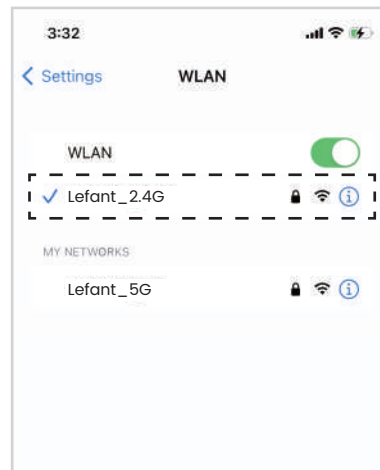 3:32
Settings WLAN
WLAN
Lefant_2.4G
MY NETWORKS
Lefant_5G